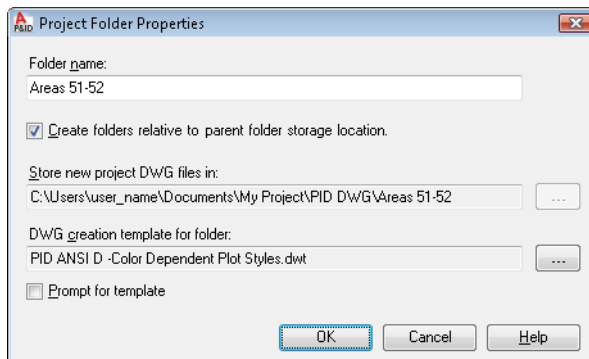 A P&ID Project Folder Properties
Folder name:
Areas 51-52
Create folders relative to parent folder storage location.
Store new project DWG files in:
C:\Users\user_name\Documents\My Project\PID DWG\Areas 51-52
...
DWG creation template for folder:
PID ANSI D -Color Dependent Plot Styles.dwt
...
Prompt for template
OK Cancel Help